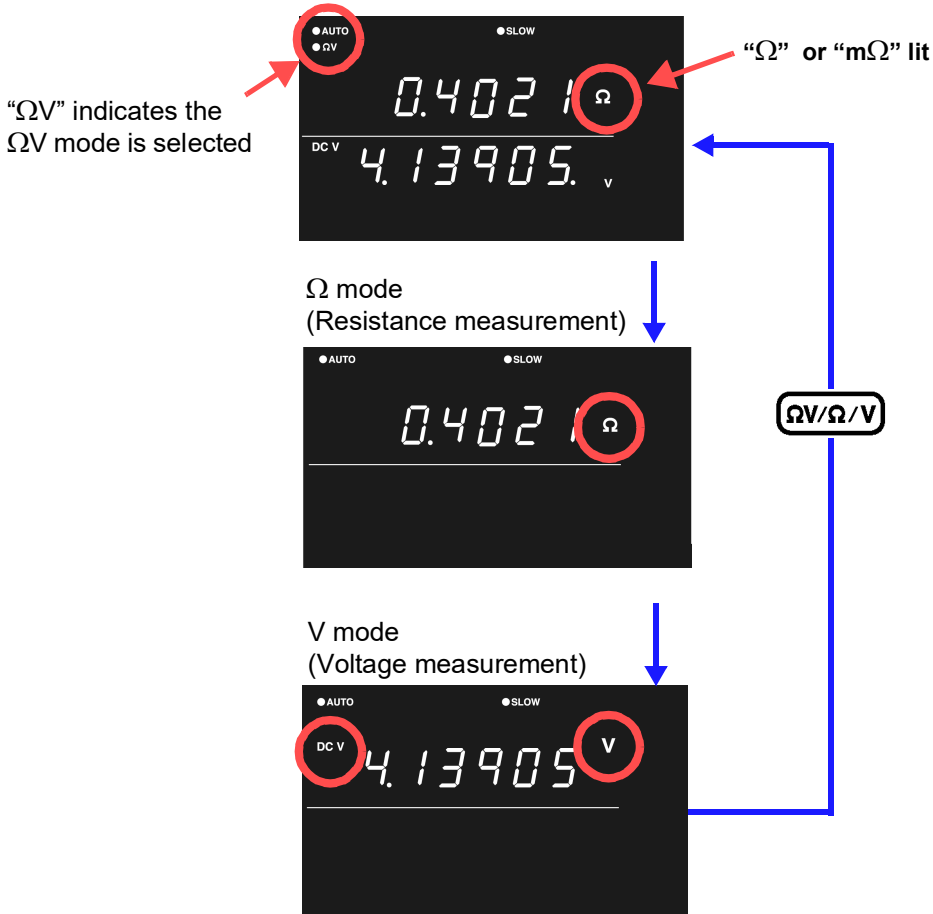 ●AUTO ●SLOW
●ΩV
“Ω” or “mΩ” lit
“ΩV” indicates the
ΩV mode is selected
0.4021 Ω
DC V 4.13905. V
Ω mode
(Resistance measurement)
●AUTO ●SLOW
0.4021 Ω
ΩV/Ω/V
V mode
(Voltage measurement)
●AUTO ●SLOW
DC V 4.13905 V